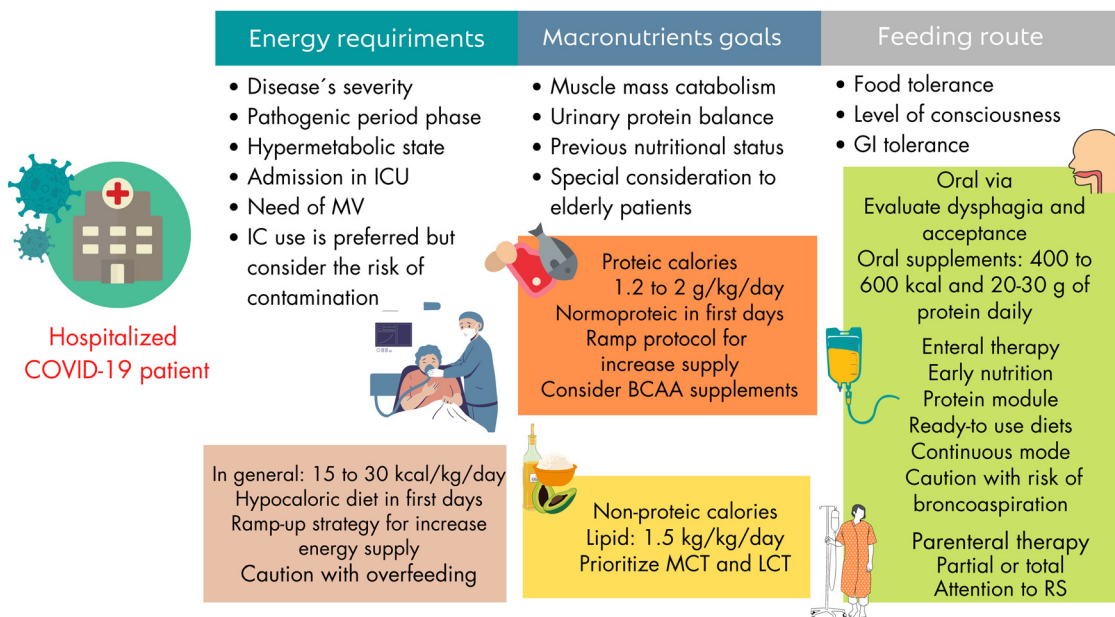 Energy requiriments
Macronutrients goals
Feeding route
• Disease´s severity
• Pathogenic period phase
• Hypermetabolic state
• Admission in ICU
• Need of MV
• IC use is preferred but
consider the risk of
contamination
• Muscle mass catabolism
• Urinary protein balance
• Previous nutritional status
• Special consideration to
elderly patients
• Food tolerance
• Level of consciousness
• GI tolerance
Hospitalized
COVID-19 patient
In general: 15 to 30 kcal/kg/day
Hypocaloric diet in first days
Ramp-up strategy for increase
energy supply
Caution with overfeeding
Proteic calories
1.2 to 2 g/kg/day
Normoproteic in first days
Ramp protocol for
increase supply
Consider BCAA supplements
Non-proteic calories
Lipid: 1.5 kg/kg/day
Prioritize MCT and LCT
Oral via
Evaluate dysphagia and
acceptance
Oral supplements: 400 to
600 kcal and 20-30 g of
protein daily
Enteral therapy
Early nutrition
Protein module
Ready-to use diets
Continuous mode
Caution with risk of
broncoaspiration
Parenteral therapy
Partial or total
Attention to RS